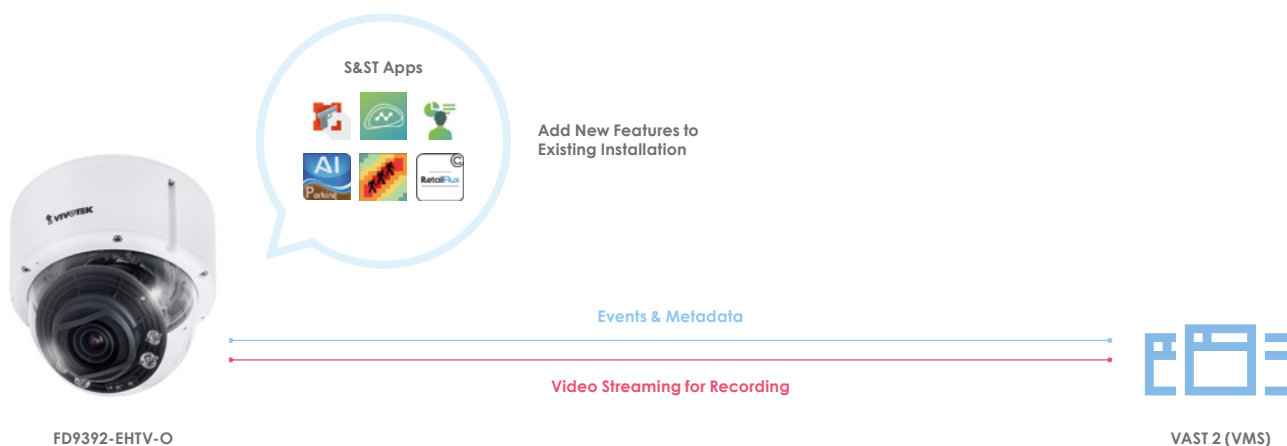 S&ST Apps
AI
Parking
©
RetailFlux
Add New Features to
Existing Installation
VIVOTEK
Events & Metadata
Video Streaming for Recording
FD9392-EHTV-O
VAST 2 (VMS)